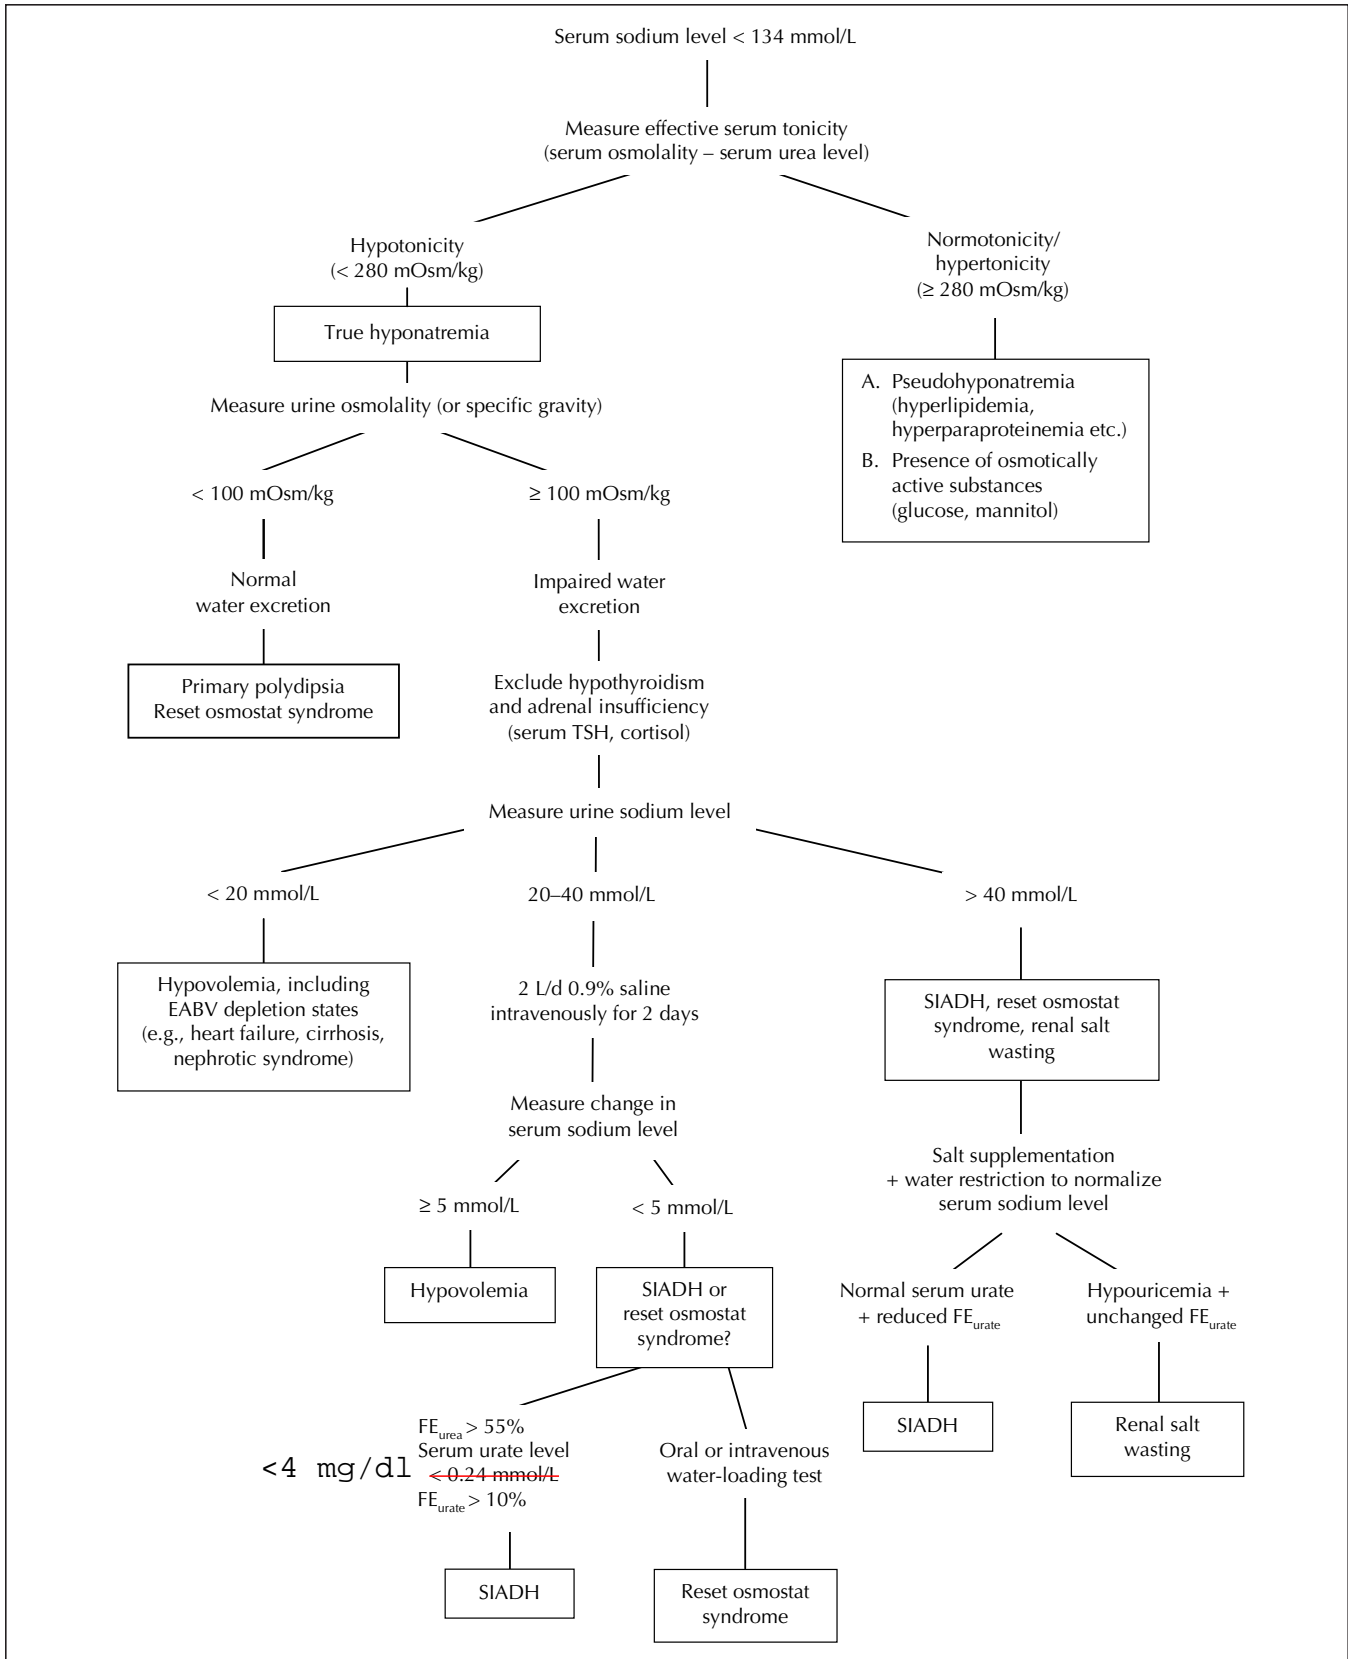 Serum sodium level < 134 mmol/L
Measure effective serum tonicity
(serum osmolality – serum urea level)
Hypotonicity
(< 280 mOsm/kg)
Normotonicity/
hypertonicity
(≥ 280 mOsm/kg)
True hyponatremia
A. Pseudohyponatremia
(hyperlipidemia,
hyperparaproteinemia etc.)
B. Presence of osmotically
active substances
(glucose, mannitol)
Measure urine osmolality (or specific gravity)
< 100 mOsm/kg
≥ 100 mOsm/kg
Normal
water excretion
Impaired water
excretion
Primary polydipsia
Reset osmostat syndrome
Exclude hypothyroidism
and adrenal insufficiency
(serum TSH, cortisol)
Measure urine sodium level
< 20 mmol/L
20–40 mmol/L
> 40 mmol/L
Hypovolemia, including
EABV depletion states
(e.g., heart failure, cirrhosis,
nephrotic syndrome)
2 L/d 0.9% saline
intravenously for 2 days
SIADH, reset osmostat
syndrome, renal salt
wasting
Measure change in
serum sodium level
Salt supplementation
+ water restriction to normalize
serum sodium level
≥ 5 mmol/L
< 5 mmol/L
Hypovolemia
SIADH or
reset osmostat
syndrome?
Normal serum urate
+ reduced FEurate
Hypouricemia +
unchanged FEurate
SIADH
Renal salt
wasting
FEurea > 55%
Serum urate level
<4 mg/dl < 0.24 mmol/L
FEurate > 10%
Oral or intravenous
water-loading test
SIADH
Reset osmostat
syndrome